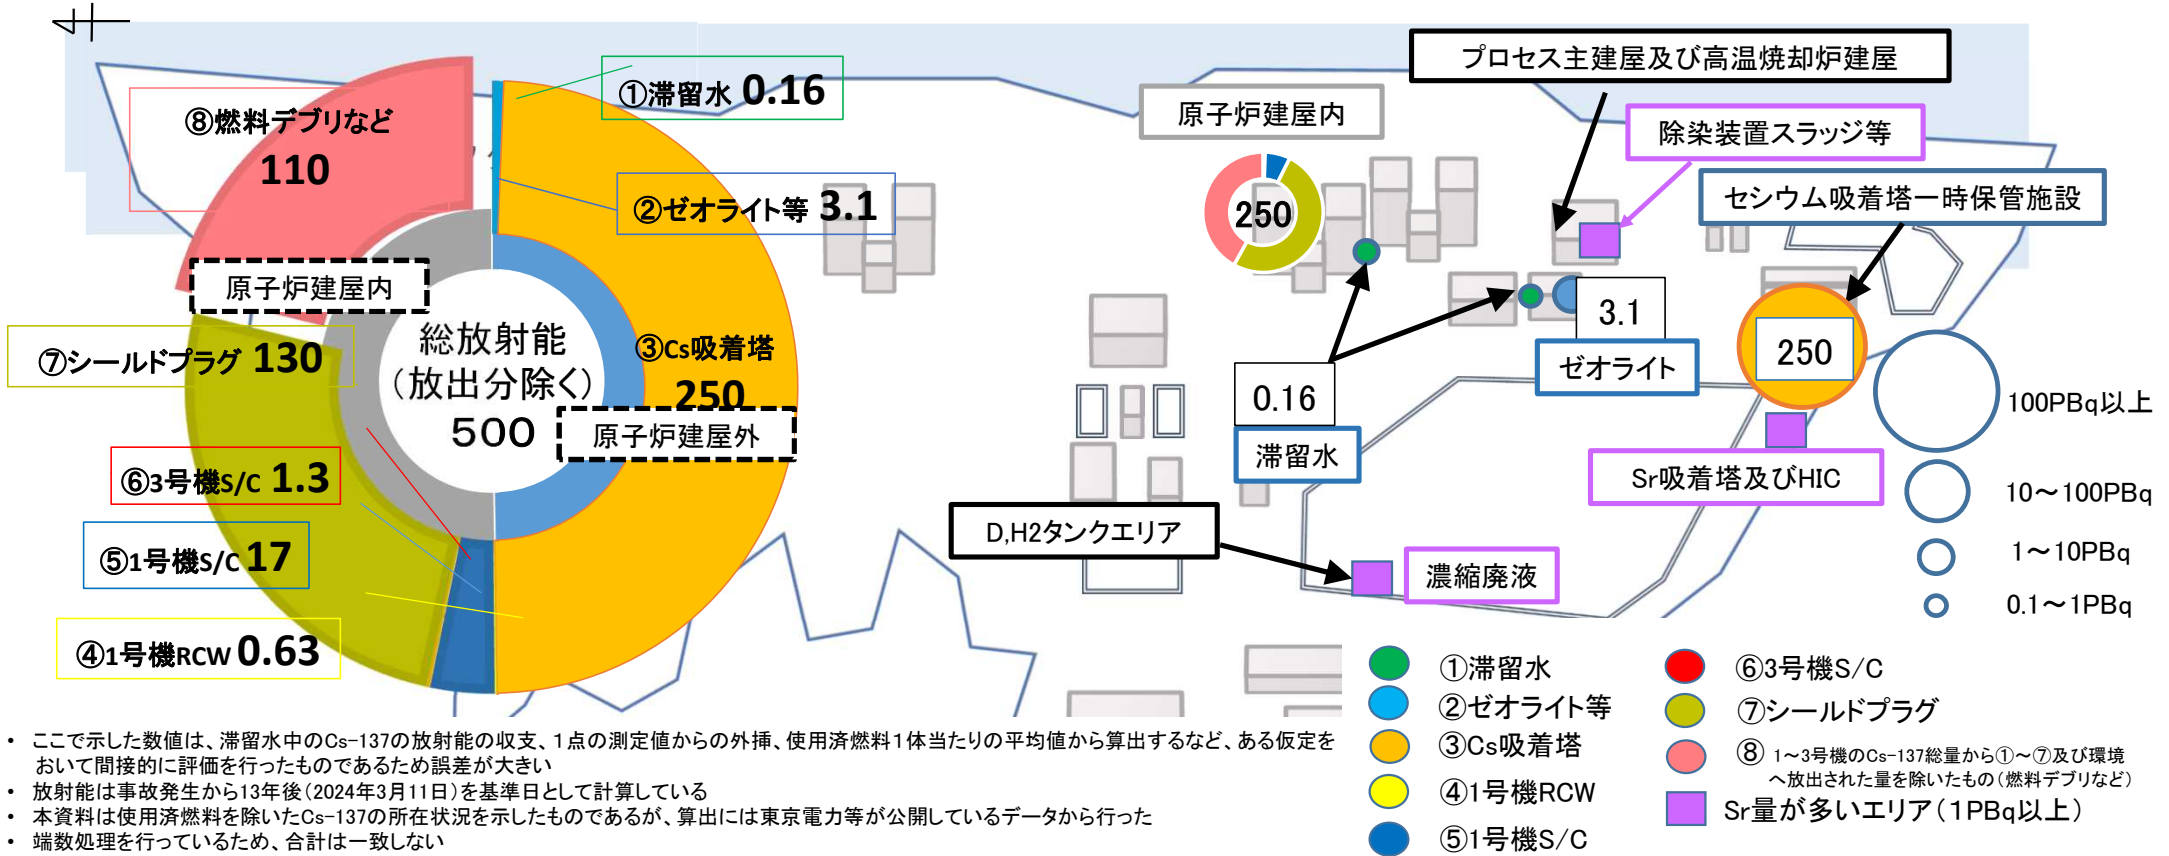 ①滞留水 0.16
⑧燃料デブリなど
110
②ゼオライト等 3.1
原子炉建屋内
総放射能
(放出分除く)
500
③Cs吸着塔
250
原子炉建屋外
⑦シールドプラグ 130
⑥3号機S/C 1.3
⑤1号機S/C 17
④1号機RCW 0.63
プロセス主建屋及び高温焼却炉建屋
原子炉建屋内
250
除染装置スラッジ等
セシウム吸着塔一時保管施設
3.1
ゼオライト
250
0.16
滞留水
Sr吸着塔及びHIC
D,H2タンクエリア
濃縮廃液
100PBq以上
10~100PBq
1~10PBq
0.1~1PBq
①滞留水
②ゼオライト等
③Cs吸着塔
④1号機RCW
⑤1号機S/C
⑥3号機S/C
⑦シールドプラグ
⑧ 1~3号機のCs-137総量から①~⑦及び環境
へ放出された量を除いたもの(燃料デブリなど)
Sr量が多いエリア(1PBq以上)
・ ここで示した数値は、滞留水中のCs-137の放射能の収支、1点の測定値からの外挿、使用済燃料1体当たりの平均値から算出するなど、ある仮定を
おいて間接的に評価を行ったものであるため誤差が大きい
・ 放射能は事故発生から13年後(2024年3月11日)を基準日として計算している
・ 本資料は使用済燃料を除いたCs-137の所在状況を示したものであるが、算出には東京電力等が公開しているデータから行った
・ 端数処理を行っているため、合計は一致しない